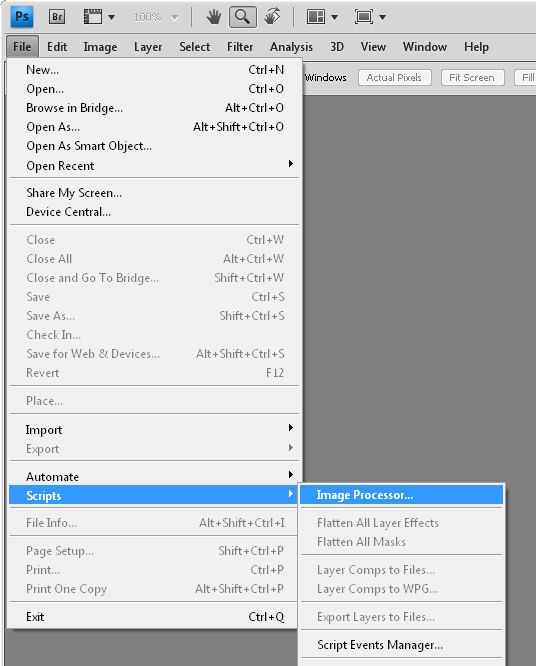 Ps Br 100%
File Edit Image Layer Select Filter Analysis 3D View Window Help
Windows Actual Pixels Fit Screen Fill
New... Ctrl+N
Open... Ctrl+O
Browse in Bridge... Alt+Ctrl+O
Open As... Alt+Shift+Ctrl+O
Open As Smart Object...
Open Recent
Share My Screen...
Device Central...
Close Ctrl+W
Close All Alt+Ctrl+W
Close and Go To Bridge... Shift+Ctrl+W
Save Ctrl+S
Save As... Shift+Ctrl+S
Check In...
Save for Web & Devices... Alt+Shift+Ctrl+S
Revert F12
Place...
Import
Export
Automate
Scripts
File Info... Alt+Shift+Ctrl+I
Page Setup... Shift+Ctrl+P
Print... Ctrl+P
Print One Copy Alt+Shift+Ctrl+P
Exit Ctrl+Q
Image Processor...
Flatten All Layer Effects
Flatten All Masks
Layer Comps to Files...
Layer Comps to WPG...
Export Layers to Files...
Script Events Manager...